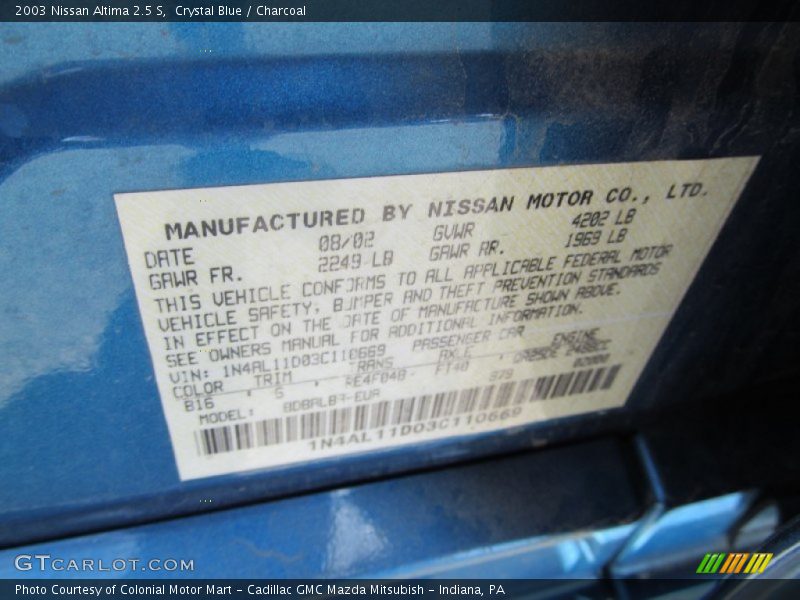 2003 Nissan Altima 2.5 S, Crystal Blue / Charcoal
MANUFACTURED BY NISSAN MOTOR CO., LTD.
DATE 08/02 GVWR 4202 LB
GAWR FR. 2249 LB GAWR RR. 1969 LB
THIS VEHICLE CONFORMS TO ALL APPLICABLE FEDERAL MOTOR
VEHICLE SAFETY, BUMPER AND THEFT PREVENTION STANDARDS
IN EFFECT ON THE DATE OF MANUFACTURE SHOWN ABOVE.
SEE OWNERS MANUAL FOR ADDITIONAL INFORMATION.
VIN: 1N4AL11D03C110669 PASSENGER CAR
COLOR TRIM TRANS AXLE ENGINE
B16 , G , RE4F04B- FT40 , QR25DE 2488CC
MODEL:
1N4AL11D03C110669
GTCARLOT.COM
Photo Courtesy of Colonial Motor Mart - Cadillac GMC Mazda Mitsubish - Indiana, PA